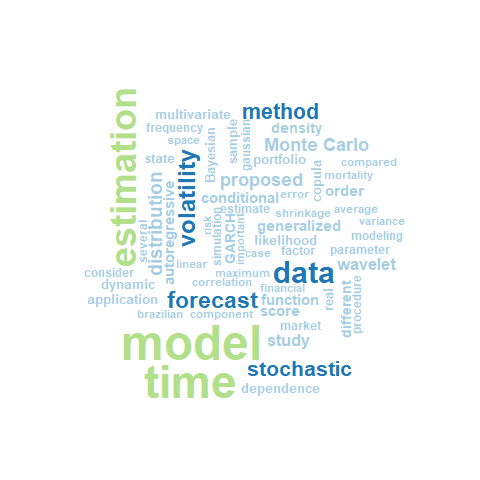 estimation
multivariate
method
frequency
density
space
Bayesian
sample
gaussian
Monte Carlo
state
volatility
portfolio
compared
copula
mortality
proposed
distribution
autoregressive
conditional
error
order
estimate
shrinkage
average
several
risk
simulation
GARCH
important
generalized
variance
likelihood
modeling
case
factor
parameter
linear
consider
maximum
data
wavelet
dynamic
correlation
financial
application
forecast
function
real
different
procedure
brazilian
component
score
market
model
study
time
stochastic
dependence